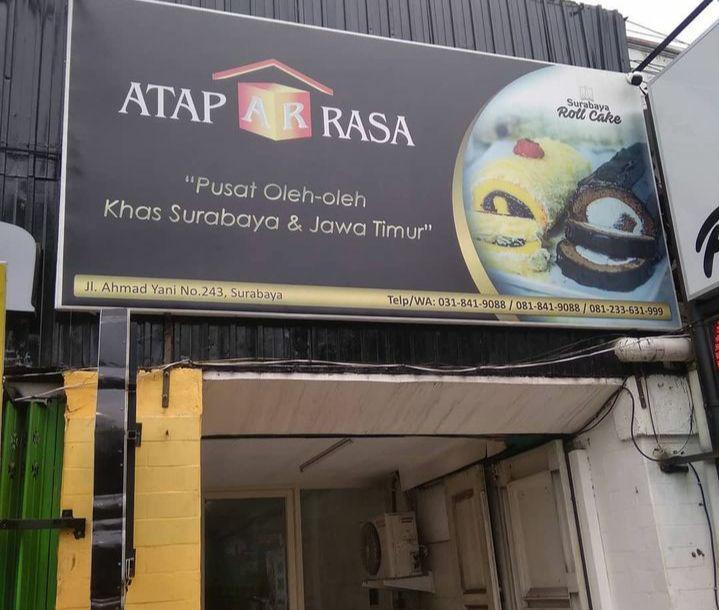 ATAP AR RASA
"Pusat Oleh-oleh
Khas Surabaya & Jawa Timur"
Surabaya
Roll Cake
Jl. Ahmad Yani No.243, Surabaya
Telp/WA: 031-841-9088 / 081-841-9088 / 081-233-631-999